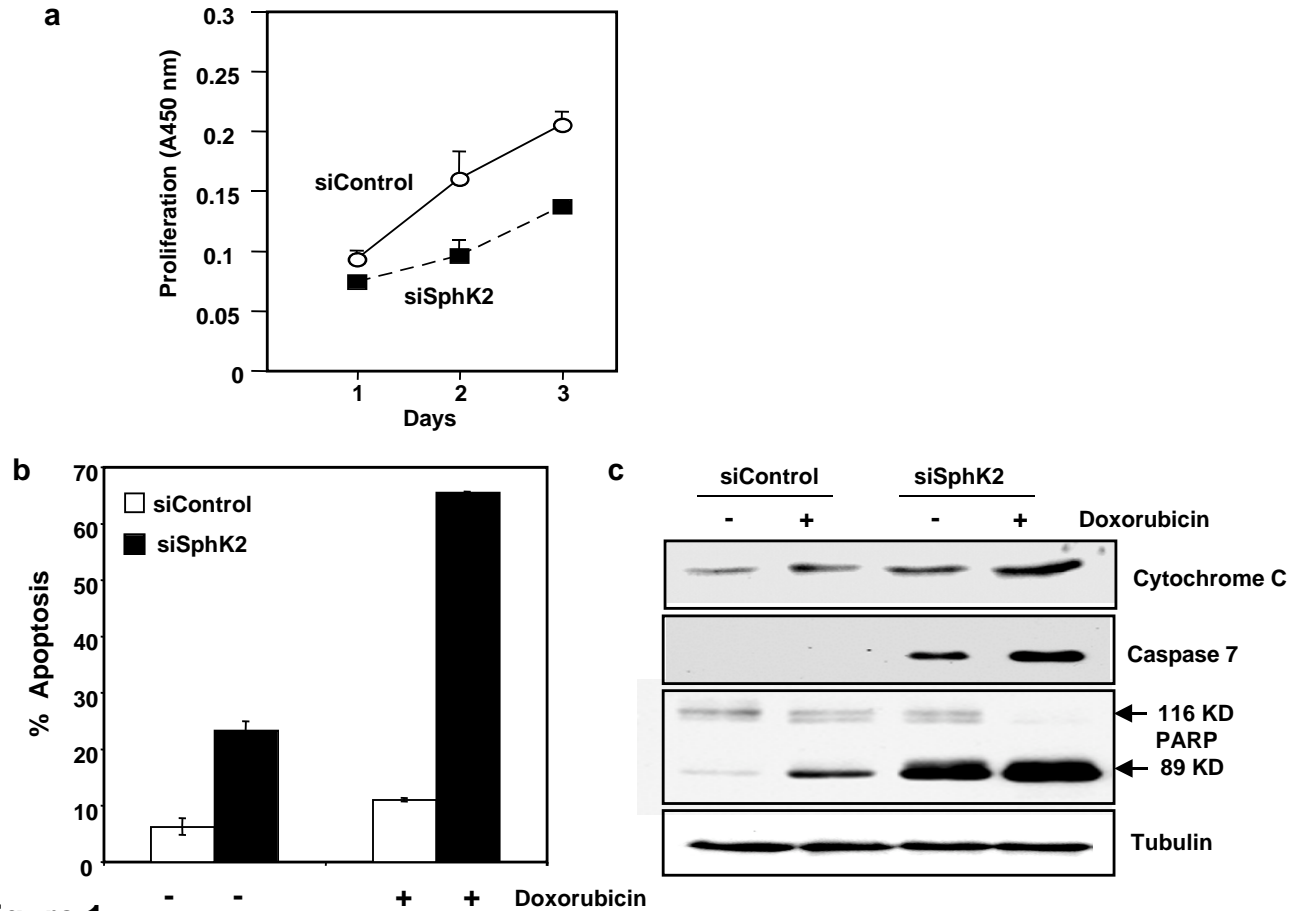 a
0.3
0.25
0.2
0.15
0.1
0.05
0
Proliferation (A450 nm)
siControl
siSphK2
1 2 3
Days
b
70
60
50
40
30
20
10
0
% Apoptosis
siControl
siSphK2
- - + + Doxorubicin
c
siControl siSphK2
- + - + Doxorubicin
Cytochrome C
Caspase 7
116 KD
PARP
89 KD
Tubulin